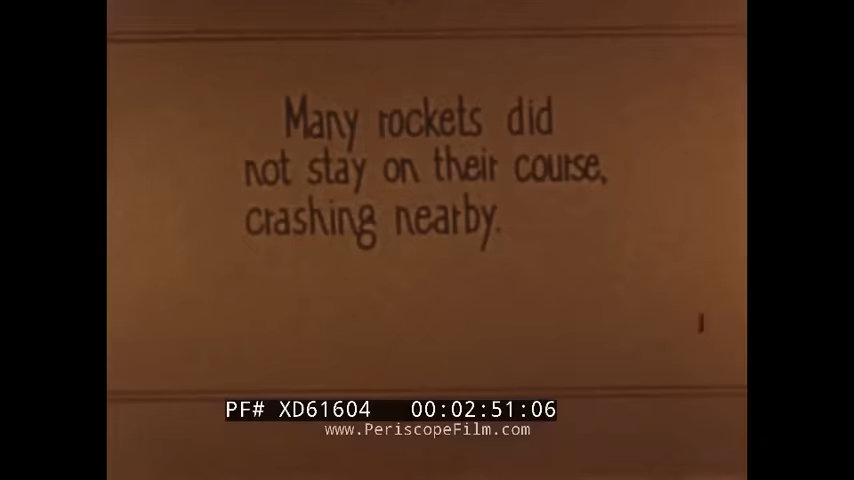 Many rockets did
not stay on their course,
crashing nearby.
PF# XD61604 00:02:51:06
www.PeriscopeFilm.com